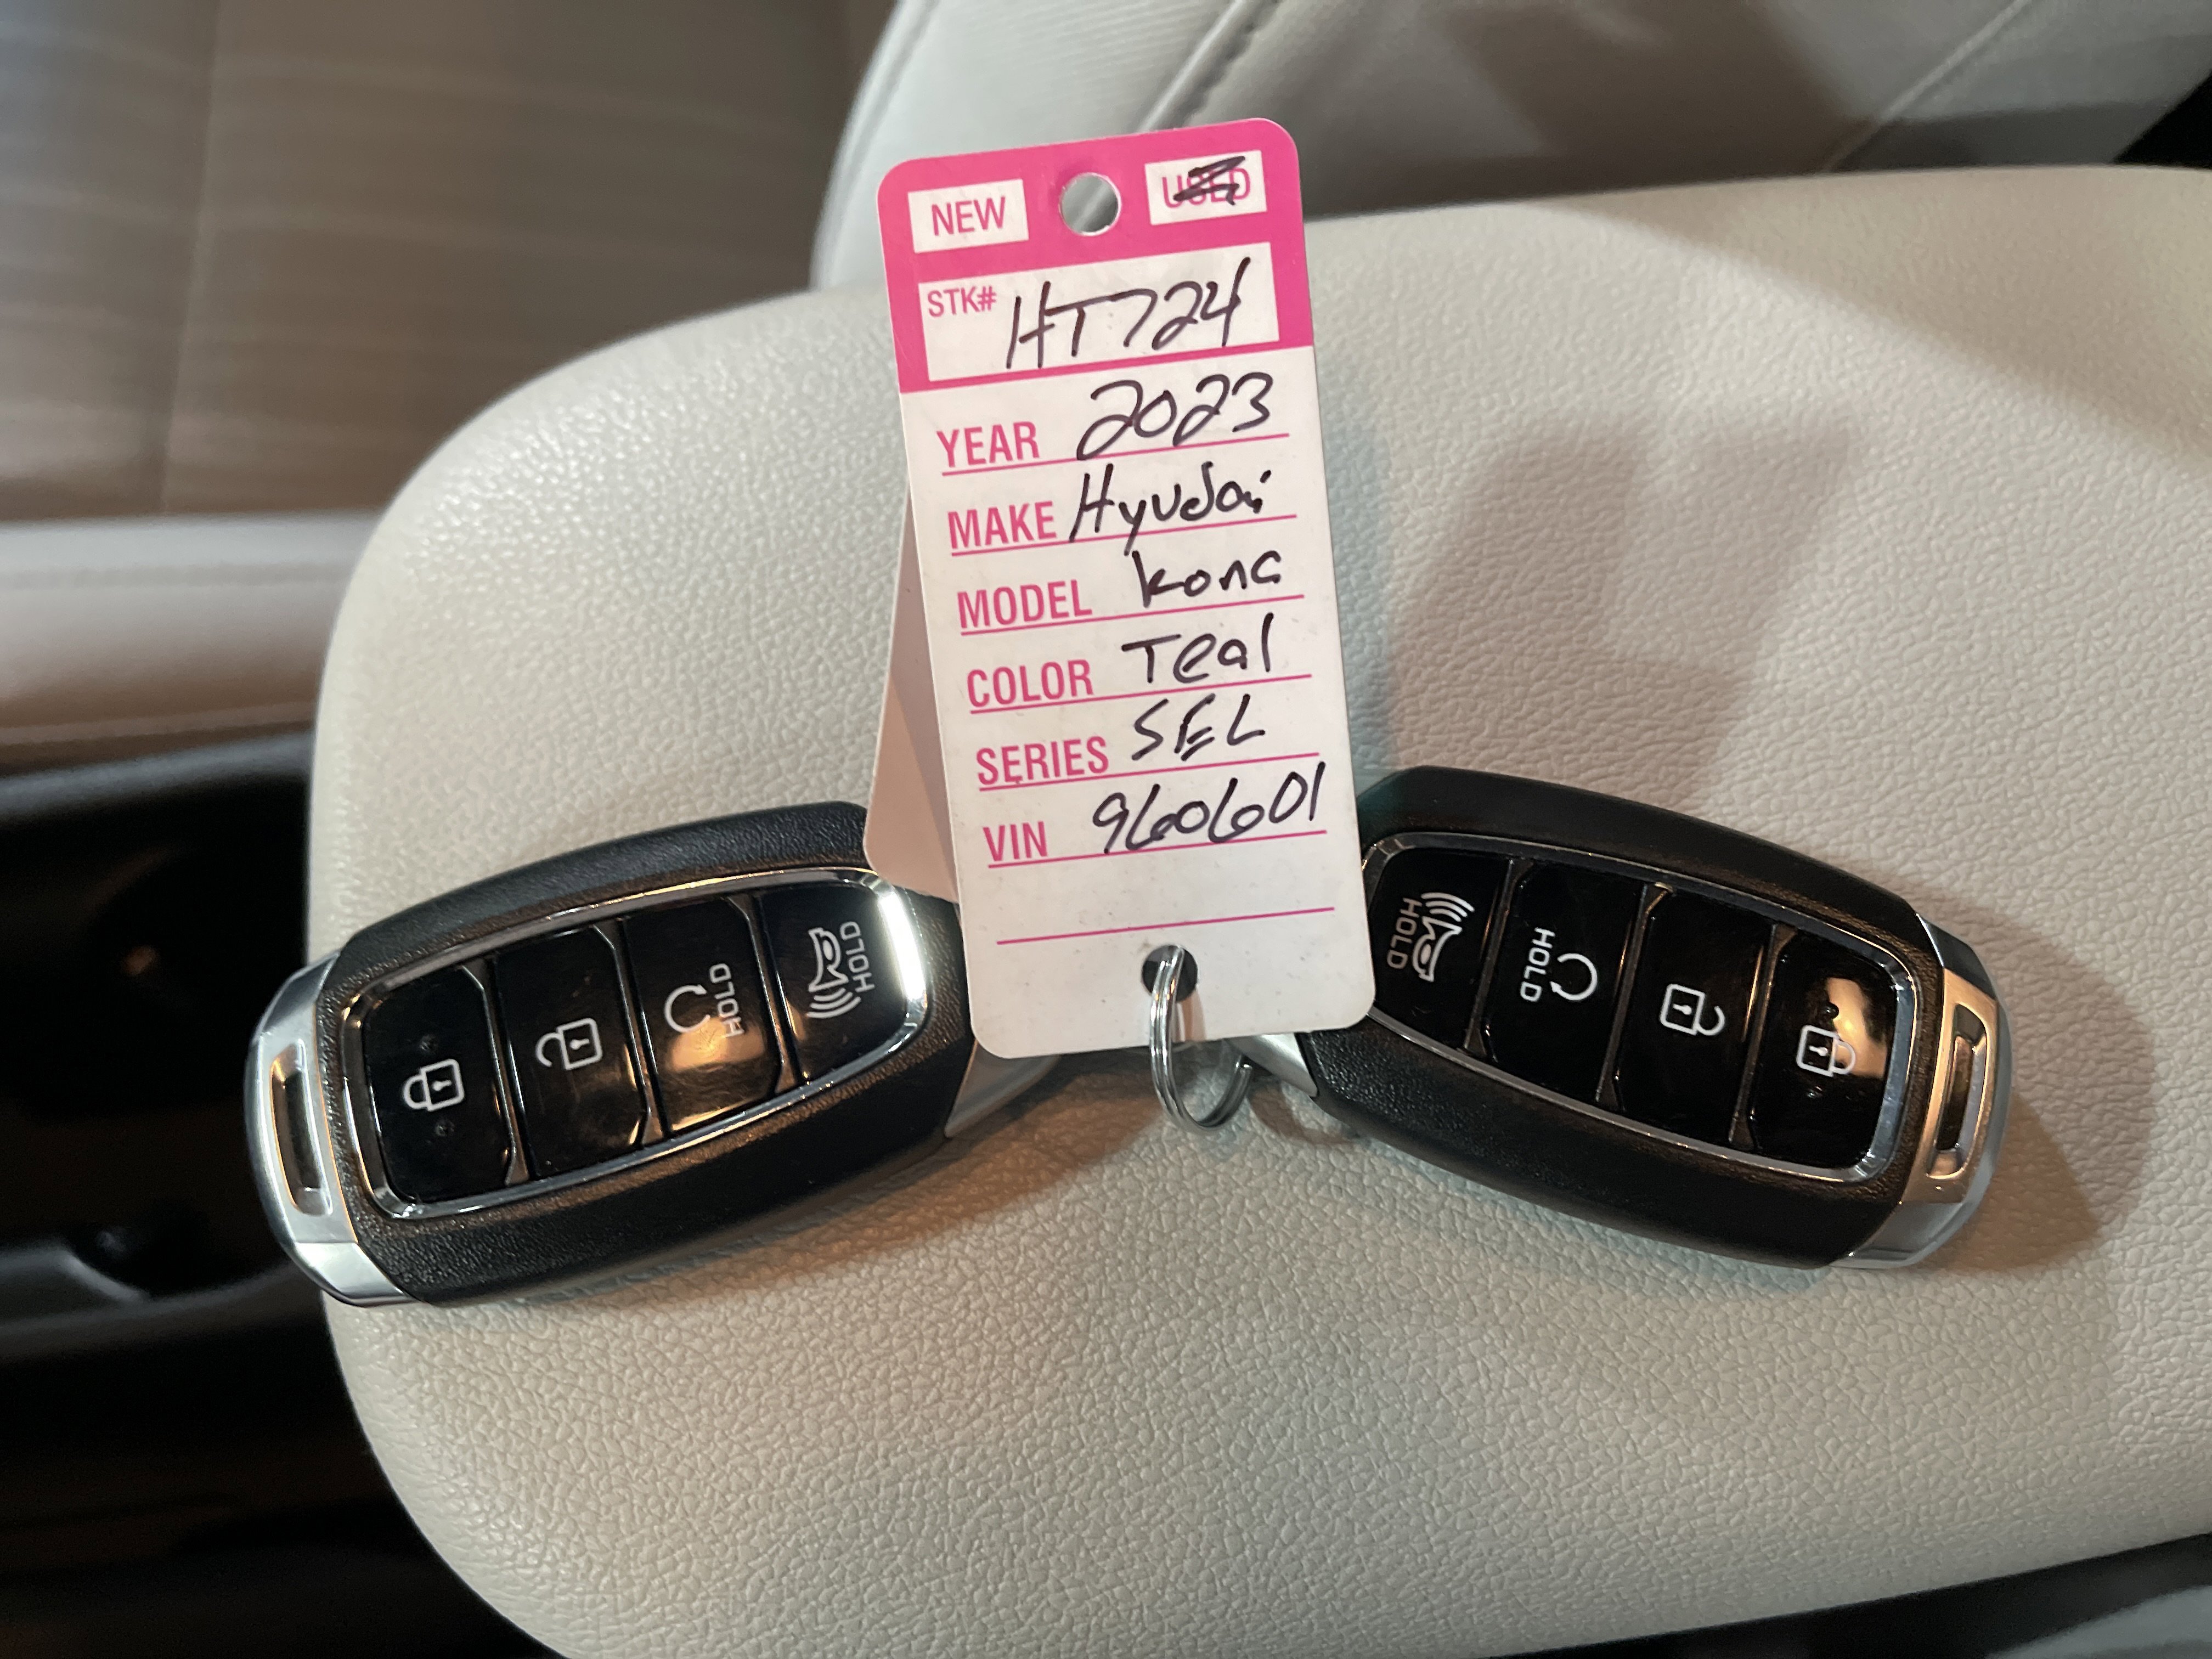 NEW USED
STK# HT724
YEAR 2023
MAKE Hyudai
MODEL Kona
COLOR Teal
SERIES SEL
VIN 960601
HOLD
HOLD
HOLD
HOLD